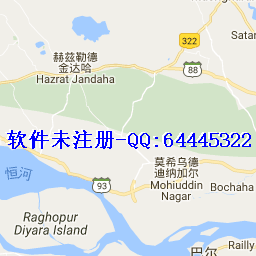 322
Satan
赫兹勒德
金达哈
Hazrat Jandaha
88
软件未注册-QQ:64445322
恒河
莫希乌德
迪纳加尔
Mohiuddin
Nagar
93
Bochaha
Raghopur
Diyara Island
巴尔
Railly